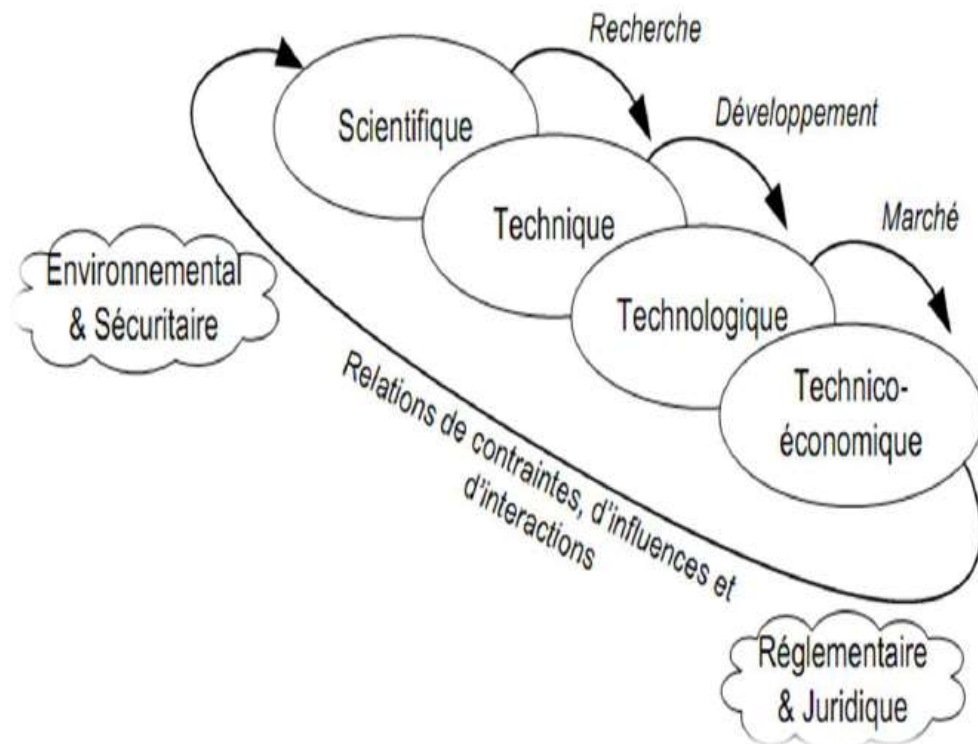 Recherche
Scientifique
Développement
Technique
Marché
Environnemental
& Sécuritaire
Technologique
Technico-
économique
Relations de contraintes, d'influences et
d'interactions
Réglementaire
& Juridique